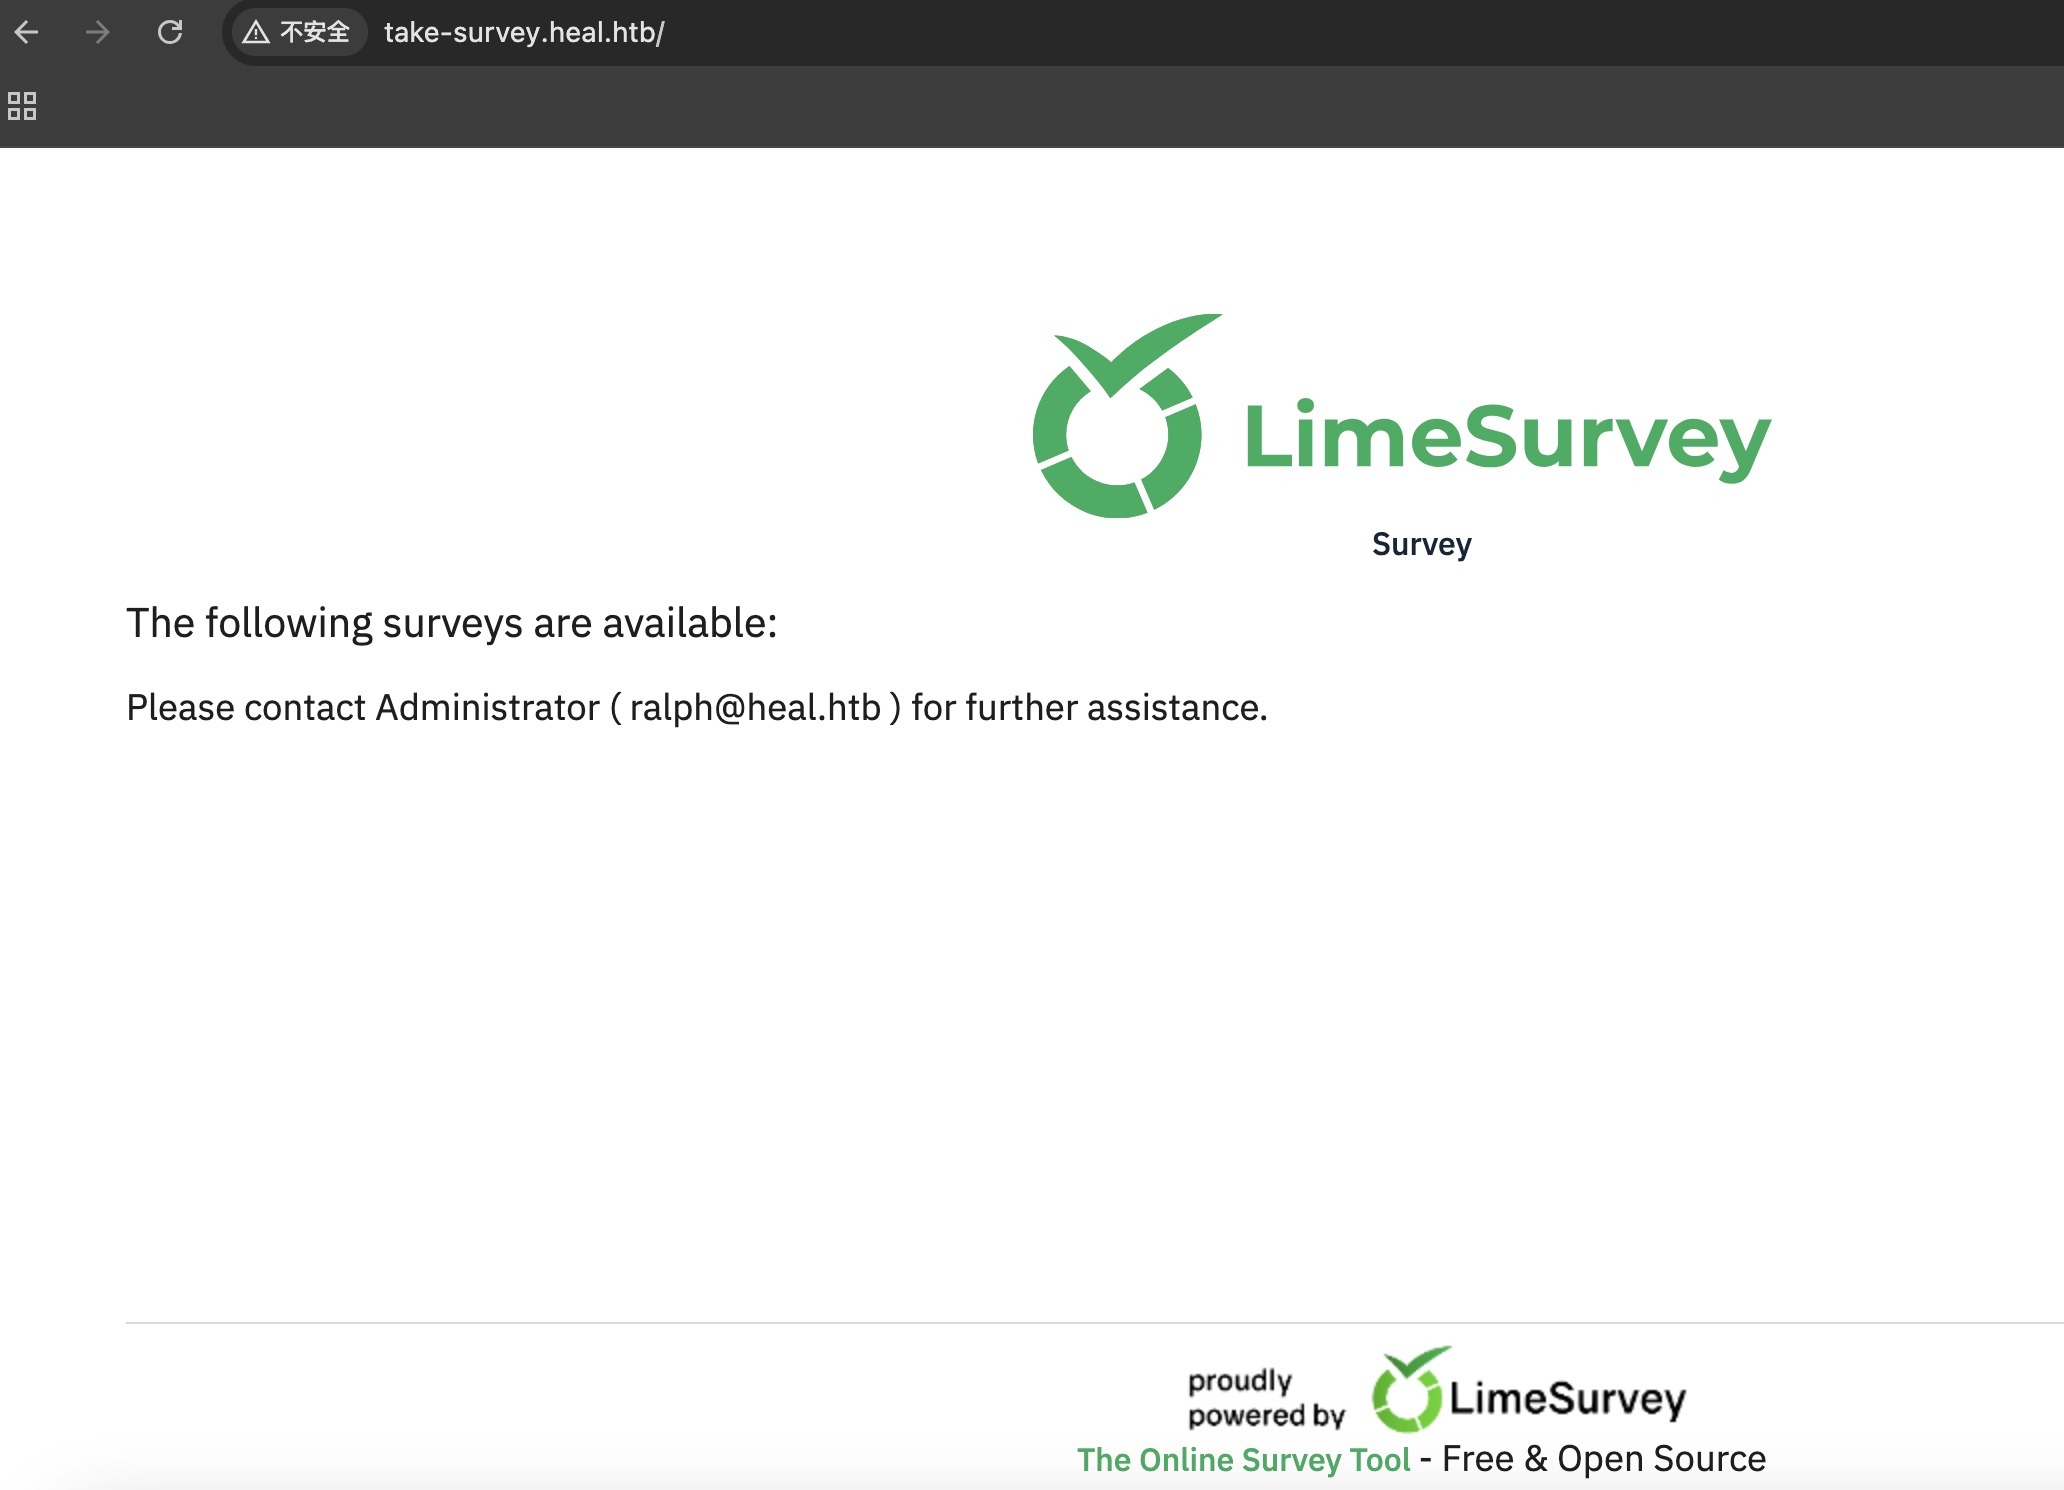 不安全 take-survey.heal.htb/
LimeSurvey
Survey
The following surveys are available:
Please contact Administrator ( ralph@heal.htb ) for further assistance.
proudly
powered by LimeSurvey
The Online Survey Tool - Free & Open Source